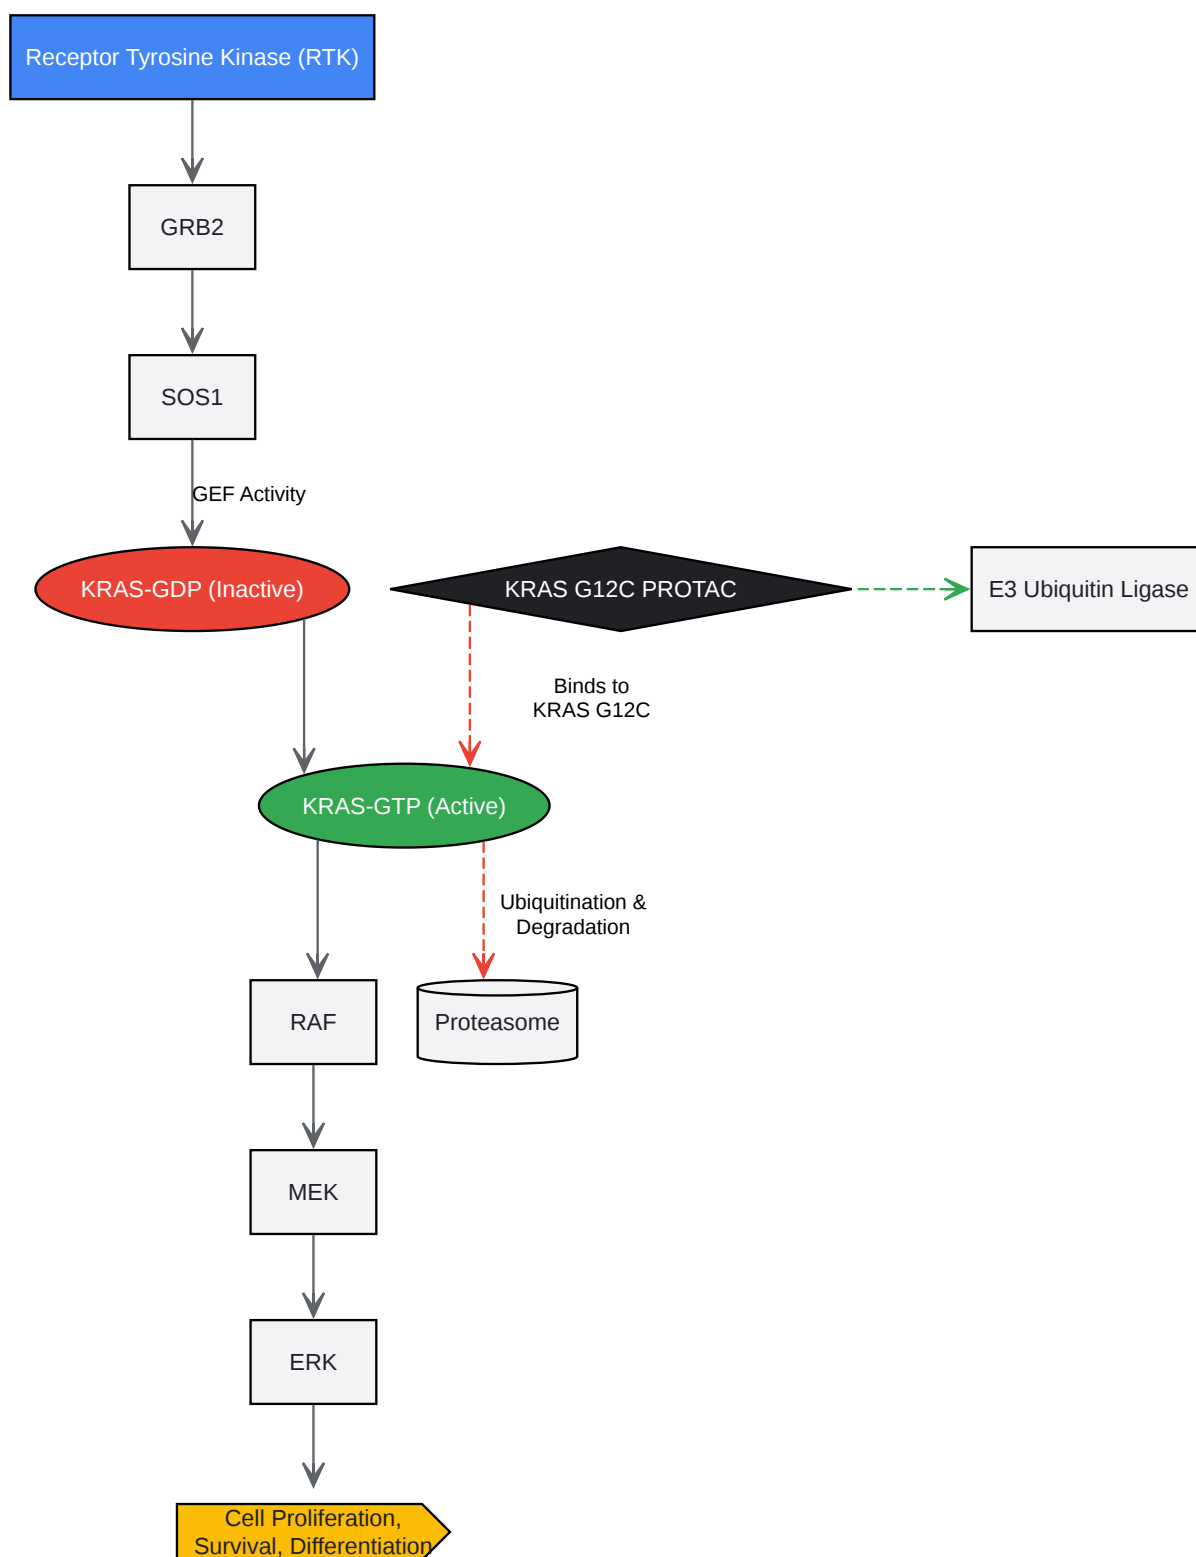 Receptor Tyrosine Kinase (RTK)
GRB2
SOS1
GEF Activity
KRAS-GDP (Inactive)
KRAS G12C PROTAC
E3 Ubiquitin Ligase
Binds to
KRAS G12C
KRAS-GTP (Active)
Ubiquitination &
Degradation
RAF
Proteasome
MEK
ERK
Cell Proliferation,
Survival, Differentiation